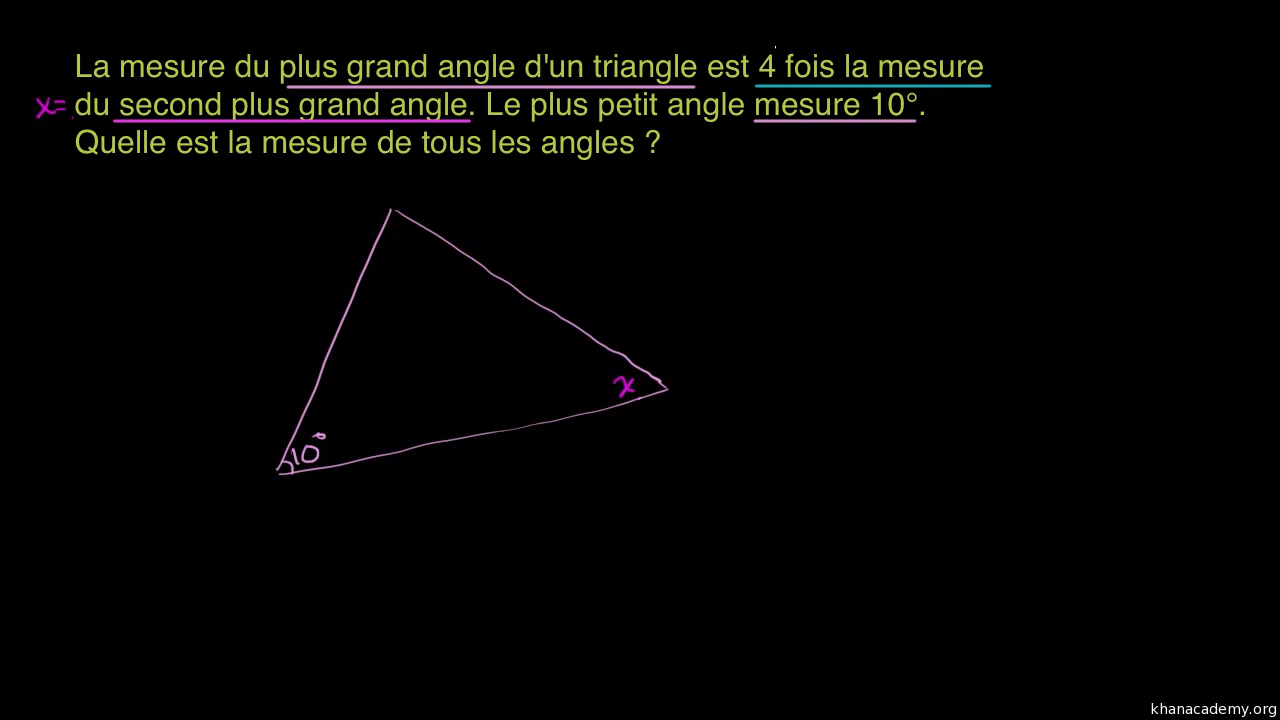 La mesure du plus grand angle d'un triangle est 4 fois la mesure
x= du second plus grand angle. Le plus petit angle mesure 10°.
Quelle est la mesure de tous les angles ?
x
10°
khanacademy.org